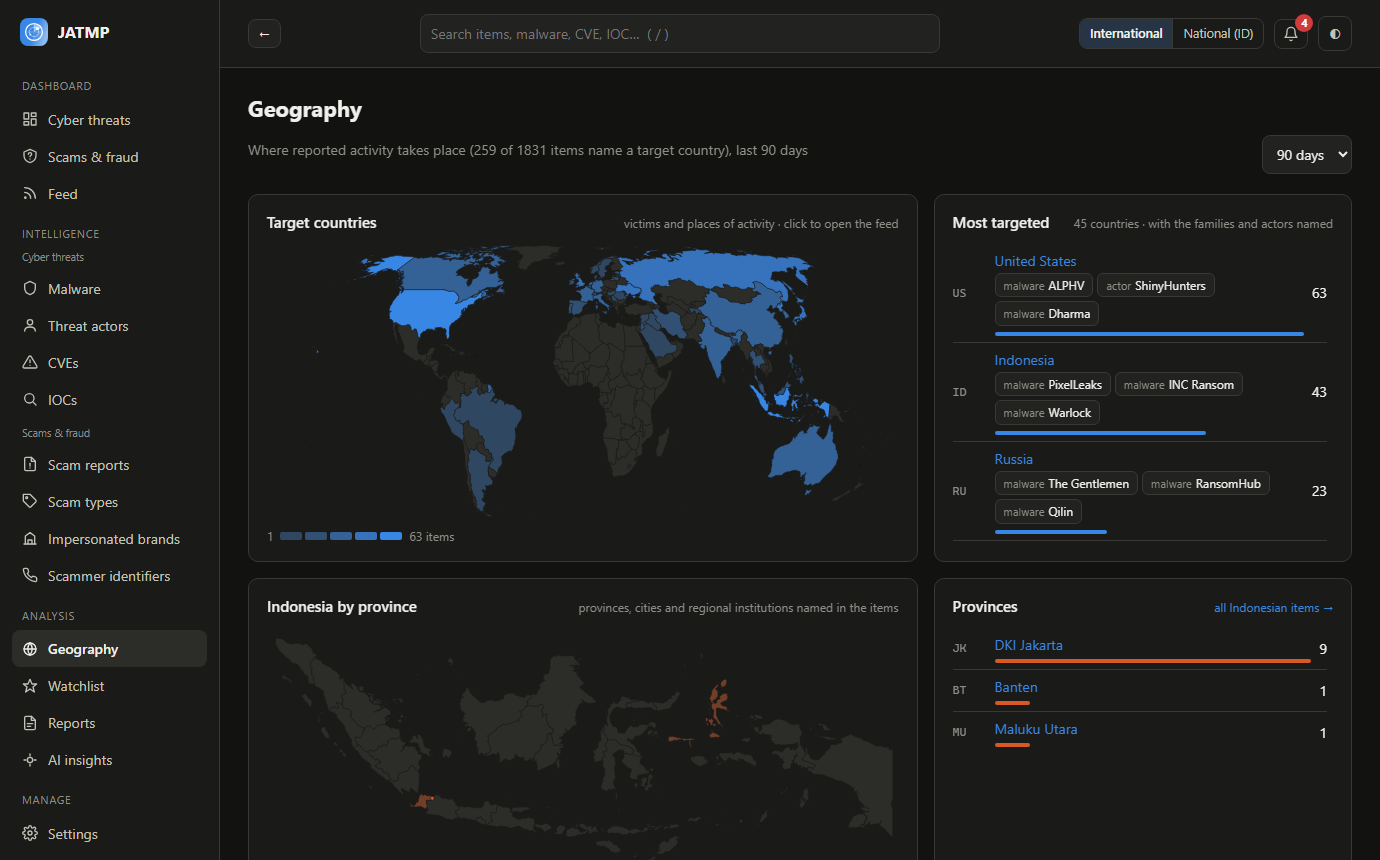 JATMP
←
Search items, malware, CVE, IOC... ( / )
International
National (ID)
4
DASHBOARD
Cyber threats
Scams & fraud
Feed
INTELLIGENCE
Cyber threats
Malware
Threat actors
CVEs
IOCs
Scams & fraud
Scam reports
Scam types
Impersonated brands
Scammer identifiers
ANALYSIS
Geography
Watchlist
Reports
AI insights
MANAGE
Settings
Geography
Where reported activity takes place (259 of 1831 items name a target country), last 90 days
90 days
Target countries
victims and places of activity · click to open the feed
1
63 items
Most targeted
45 countries · with the families and actors named
US
United States
malware ALPHV
actor ShinyHunters
malware Dharma
63
ID
Indonesia
malware PixelLeaks
malware INC Ransom
malware Warlock
43
RU
Russia
malware The Gentlemen
malware RansomHub
malware Qilin
23
Indonesia by province
provinces, cities and regional institutions named in the items
Provinces
all Indonesian items →
JK
DKI Jakarta
9
BT
Banten
1
MU
Maluku Utara
1